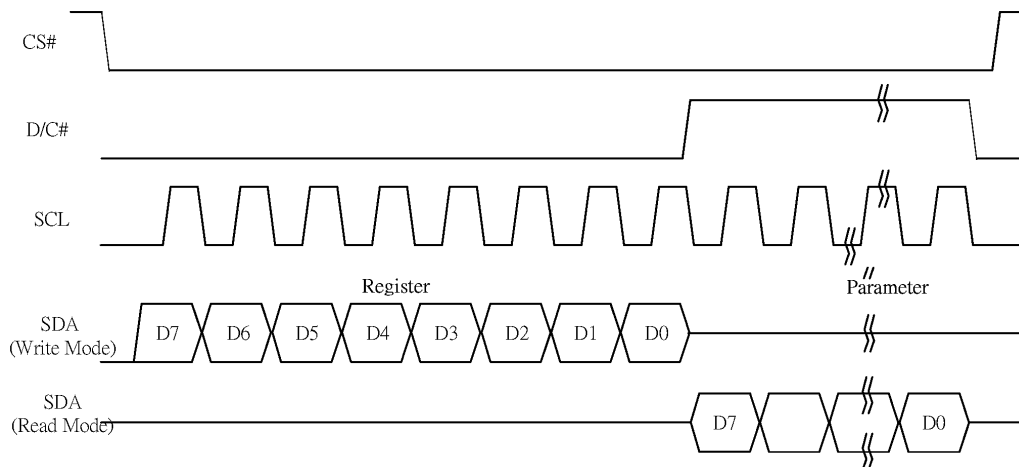 CS#
D/C#
SCL
Register Parameter
SDA
(Write Mode)
D7 D6 D5 D4 D3 D2 D1 D0
SDA
(Read Mode)
D7 D0